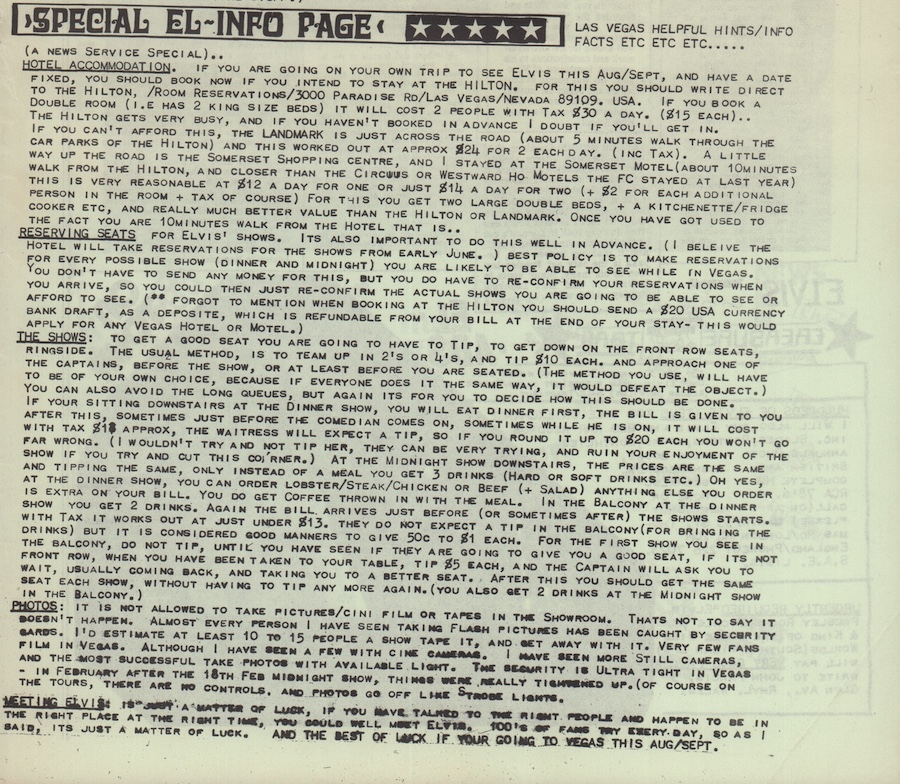 ›SPECIAL EL-INFO PAGE‹ ★★★★★
LAS VEGAS HELPFUL HINTS/INFO
FACTS ETC ETC ETC.....
(A NEWS SERVICE SPECIAL)..
HOTEL ACCOMMODATION. IF YOU ARE GOING ON YOUR OWN TRIP TO SEE ELVIS THIS AUG/SEPT, AND HAVE A DATE
FIXED, YOU SHOULD BOOK NOW IF YOU INTEND TO STAY AT THE HILTON. FOR THIS YOU SHOULD WRITE DIRECT
TO THE HILTON, /ROOM RESERVATIONS/3000 PARADISE RD/LAS VEGAS/NEVADA 89109. USA. IF YOU BOOK A
DOUBLE ROOM (I.E HAS 2 KING SIZE BEDS) IT WILL COST 2 PEOPLE WITH TAX $30 A DAY. ($15 EACH)..
THE HILTON GETS VERY BUSY, AND IF YOU HAVEN'T BOOKED IN ADVANCE I DOUBT IF YOU'LL GET IN.
IF YOU CAN'T AFFORD THIS, THE LANDMARK IS JUST ACROSS THE ROAD (ABOUT 5 MINUTES WALK THROUGH THE
CAR PARKS OF THE HILTON) AND THIS WORKED OUT AT APPROX $24 FOR 2 EACH DAY. (INC TAX). A LITTLE
WAY UP THE ROAD IS THE SOMERSET SHOPPING CENTRE, AND I STAYED AT THE SOMERSET MOTEL(ABOUT 10MINUTES
WALK FROM THE HILTON, AND CLOSER THAN THE CIRCUUS OR WESTWARD HO MOTELS THE FC STAYED AT LAST YEAR)
THIS IS VERY REASONABLE AT $12 A DAY FOR ONE OR JUST $14 A DAY FOR TWO (+ $2 FOR EACH ADDITIONAL
PERSON IN THE ROOM + TAX OF COURSE) FOR THIS YOU GET TWO LARGE DOUBLE BEDS, + A KITCHENETTE/FRIDGE
COOKER ETC, AND REALLY MUCH BETTER VALUE THAN THE HILTON OR LANDMARK. ONCE YOU HAVE GOT USED TO
THE FACT YOU ARE 10MINUTES WALK FROM THE HOTEL THAT IS..
RESERVING SEATS FOR ELVIS' SHOWS. ITS ALSO IMPORTANT TO DO THIS WELL IN ADVANCE. (I BELEIVE THE
HOTEL WILL TAKE RESERVATIONS FOR THE SHOWS FROM EARLY JUNE. ) BEST POLICY IS TO MAKE RESERVATIONS
FOR EVERY POSSIBLE SHOW (DINNER AND MIDNIGHT) YOU ARE LIKELY TO BE ABLE TO SEE WHILE IN VEGAS.
YOU DON'T HAVE TO SEND ANY MONEY FOR THIS, BUT YOU DO HAVE TO RE-CONFIRM YOUR RESERVATIONS WHEN
YOU ARRIVE, SO YOU COULD THEN JUST RE-CONFIRM THE ACTUAL SHOWS YOU ARE GOING TO BE ABLE TO SEE OR
AFFORD TO SEE. (** FORGOT TO MENTION WHEN BOOKING AT THE HILTON YOU SHOULD SEND A $20 USA CURRENCY
BANK DRAFT, AS A DEPOSITE, WHICH IS REFUNDABLE FROM YOUR BILL AT THE END OF YOUR STAY- THIS WOULD
APPLY FOR ANY VEGAS HOTEL OR MOTEL.)
THE SHOWS: TO GET A GOOD SEAT YOU ARE GOING TO HAVE TO TIP, TO GET DOWN ON THE FRONT ROW SEATS,
RINGSIDE. THE USUAL METHOD, IS TO TEAM UP IN 2'S OR 4'S, AND TIP $10 EACH. AND APPROACH ONE OF
THE CAPTAINS, BEFORE THE SHOW, OR AT LEAST BEFORE YOU ARE SEATED. (THE METHOD YOU USE, WILL HAVE
TO BE OF YOUR OWN CHOICE, BECAUSE IF EVERYONE DOES IT THE SAME WAY, IT WOULD DEFEAT THE OBJECT.)
YOU CAN ALSO AVOID THE LONG QUEUES, BUT AGAIN ITS FOR YOU TO DECIDE HOW THIS SHOULD BE DONE.
IF YOUR SITTING DOWNSTAIRS AT THE DINNER SHOW, YOU WILL EAT DINNER FIRST, THE BILL IS GIVEN TO YOU
AFTER THIS, SOMETIMES JUST BEFORE THE COMEDIAN COMES ON, SOMETIMES WHILE HE IS ON, IT WILL COST
WITH TAX $18 APPROX, THE WAITRESS WILL EXPECT A TIP, SO IF YOU ROUND IT UP TO $20 EACH YOU WON'T GO
FAR WRONG. (I WOULDN'T TRY AND NOT TIP HER, THEY CAN BE VERY TRYING, AND RUIN YOUR ENJOYMENT OF THE
SHOW IF YOU TRY AND CUT THIS CORNER.) AT THE MIDNIGHT SHOW DOWNSTAIRS, THE PRICES ARE THE SAME
AND TIPPING THE SAME, ONLY INSTEAD OF A MEAL YOU GET 3 DRINKS (HARD OR SOFT DRINKS ETC.) OH YES,
AT THE DINNER SHOW, YOU CAN ORDER LOBSTER/STEAK/CHICKEN OR BEEF (+ SALAD) ANYTHING ELSE YOU ORDER
IS EXTRA ON YOUR BILL. YOU DO GET COFFEE THROWN IN WITH THE MEAL. IN THE BALCONY AT THE DINNER
SHOW YOU GET 2 DRINKS. AGAIN THE BILL ARRIVES JUST BEFORE (OR SOMETIMES AFTER) THE SHOWS STARTS.
WITH TAX IT WORKS OUT AT JUST UNDER $13. THEY DO NOT EXPECT A TIP IN THE BALCONY(FOR BRINGING THE
DRINKS) BUT IT IS CONSIDERED GOOD MANNERS TO GIVE 50C TO $1 EACH. FOR THE FIRST SHOW YOU SEE IN
THE BALCONY, DO NOT TIP, UNTIL YOU HAVE SEEN IF THEY ARE GOING TO GIVE YOU A GOOD SEAT, IF ITS NOT
FRONT ROW, WHEN YOU HAVE BEEN TAKEN TO YOUR TABLE, TIP $5 EACH, AND THE CAPTAIN WILL ASK YOU TO
WAIT, USUALLY COMING BACK, AND TAKING YOU TO A BETTER SEAT. AFTER THIS YOU SHOULD GET THE SAME
SEAT EACH SHOW, WITHOUT HAVING TO TIP ANY MORE AGAIN.(YOU ALSO GET 2 DRINKS AT THE MIDNIGHT SHOW
IN THE BALCONY.)
PHOTOS: IT IS NOT ALLOWED TO TAKE PICTURES/CINI FILM OR TAPES IN THE SHOWROOM. THATS NOT TO SAY IT
DOESN'T HAPPEN. ALMOST EVERY PERSON I HAVE SEEN TAKING FLASH PICTURES HAS BEEN CAUGHT BY SECURITY
GARDS. I'D ESTIMATE AT LEAST 10 TO 15 PEOPLE A SHOW TAPE IT, AND GET AWAY WITH IT. VERY FEW FANS
FILM IN VEGAS. ALTHOUGH I HAVE SEEN A FEW WITH CINE CAMERAS. I HAVE SEEN MORE STILL CAMERAS,
AND THE MOST SUCCESSFUL TAKE PHOTOS WITH AVAILABLE LIGHT. THE SECURITY IS ULTRA TIGHT IN VEGAS
- IN FEBRUARY AFTER THE 18TH FEB MIDNIGHT SHOW, THINGS WERE REALLY TIGHTENED UP.(OF COURSE ON
THE TOURS, THERE ARE NO CONTROLS. AND PHOTOS GO OFF LIKE STROBE LIGHTS.
MEETING ELVIS: IS JUST A MATTER OF LUCK, IF YOU HAVE TALKED TO THE RIGHT PEOPLE AND HAPPEN TO BE IN
THE RIGHT PLACE AT THE RIGHT TIME, YOU COULD WELL MEET ELVIS. 100'S OF FANS TRY EVERY DAY, SO AS I
SAID, ITS JUST A MATTER OF LUCK. AND THE BEST OF LUCK IF YOUR GOING TO VEGAS THIS AUG/SEPT.